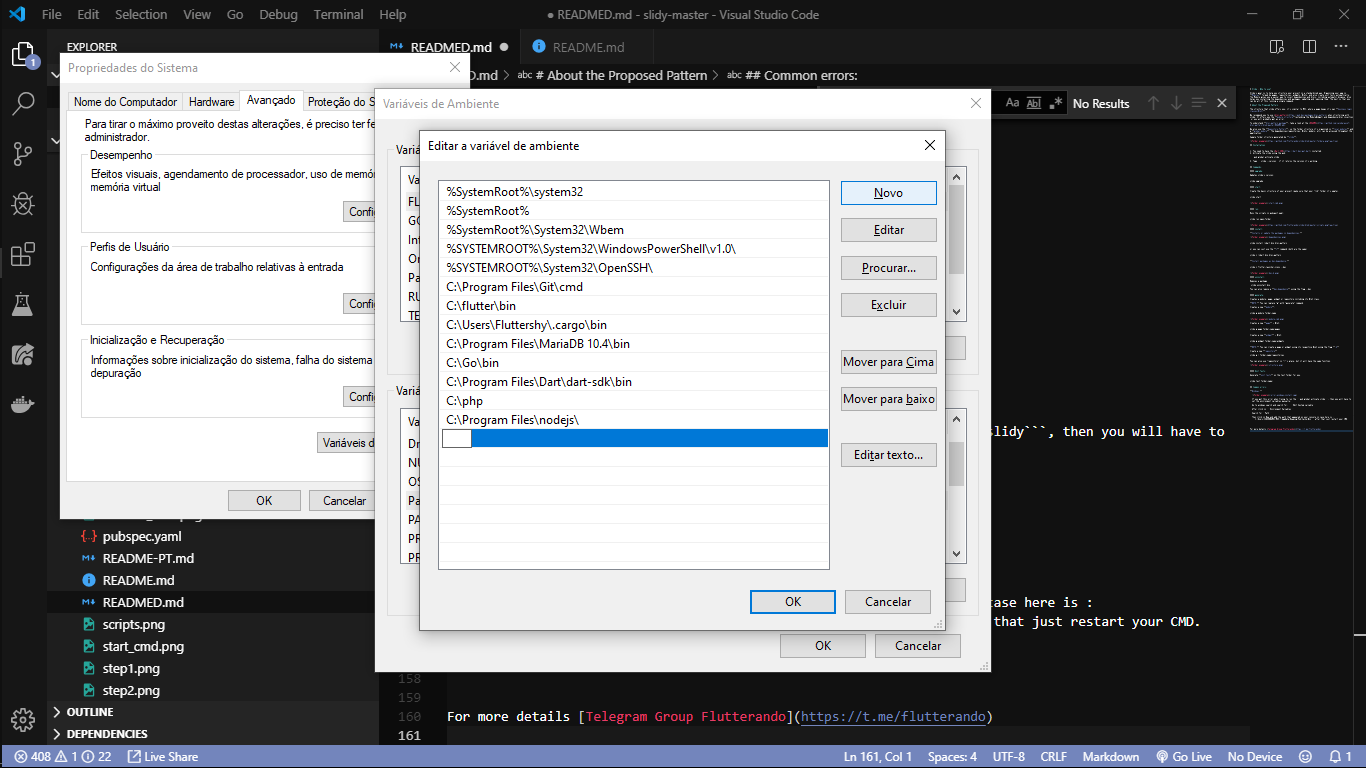 File Edit Selection View Go Debug Terminal Help
● READMED.md - slidy-master - Visual Studio Code
EXPLORER
1
READMED.md
README.md
D.md > abc # About the Proposed Pattern > abc ## Common errors:
Aa Abl .* No Results
Propriedades do Sistema
Nome do Computador Hardware Avançado Proteção do S
Para tirar o máximo proveito destas alterações, é preciso ter fe
administrador.
Desempenho
Efeitos visuais, agendamento de processador, uso de memó
memória virtual
Confi
Perfis de Usuário
Configurações da área de trabalho relativas à entrada
Confi
Inicialização e Recuperação
Informações sobre inicialização do sistema, falha do sistema
depuração
Confi
Variáveis d
OK Cancelar
Variáveis de Ambiente
Variá
Va
FL
GO
Int
On
Pa
RU
TE
Variá
Va
Dri
NU
OS
Pa
PA
PR
PR
OK Cancelar
Editar a variável de ambiente
%SystemRoot%\system32
%SystemRoot%
%SystemRoot%\System32\Wbem
%SYSTEMROOT%\System32\WindowsPowerShell\v1.0\
%SYSTEMROOT%\System32\OpenSSH\
C:\Program Files\Git\cmd
C:\flutter\bin
C:\Users\Fluttershy\.cargo\bin
C:\Program Files\MariaDB 10.4\bin
C:\Go\bin
C:\Program Files\Dart\dart-sdk\bin
C:\php
C:\Program Files\nodejs\
Novo
Editar
Procurar...
Excluir
Mover para Cima
Mover para baixo
Editar texto...
OK Cancelar
slidy```, then you will have to
ase here is :
that just restart your CMD.
pubspec.yaml
README-PT.md
README.md
READMED.md
scripts.png
start_cmd.png
step1.png
step2.png
OUTLINE
DEPENDENCIES
158
159
160 For more details [Telegram Group Flutterando](https://t.me/flutterando)
161
408 1 22 Live Share
Ln 161, Col 1 Spaces: 4 UTF-8 CRLF Markdown Go Live No Device 1